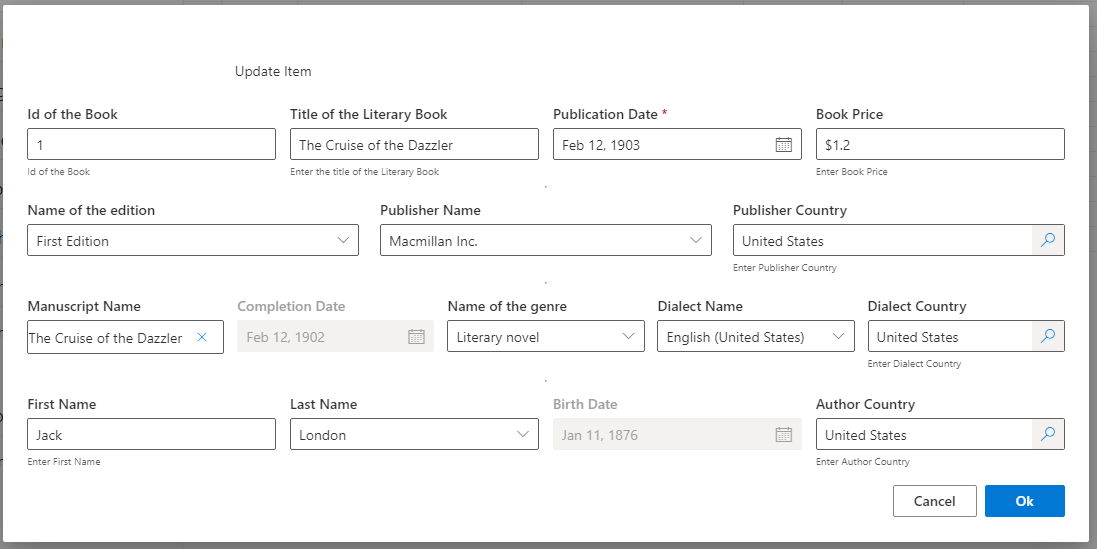 Update Item
Id of the Book Title of the Literary Book Publication Date * Book Price
1 The Cruise of the Dazzler Feb 12, 1903 $1.2
Id of the Book Enter the title of the Literary Book Enter Book Price
Name of the edition Publisher Name Publisher Country
First Edition Macmillan Inc. United States
Enter Publisher Country
Manuscript Name Completion Date Name of the genre Dialect Name Dialect Country
The Cruise of the Dazzler Feb 12, 1902 Literary novel English (United States) United States
Enter Dialect Country
First Name Last Name Birth Date Author Country
Jack London Jan 11, 1876 United States
Enter First Name Enter Author Country
Cancel Ok